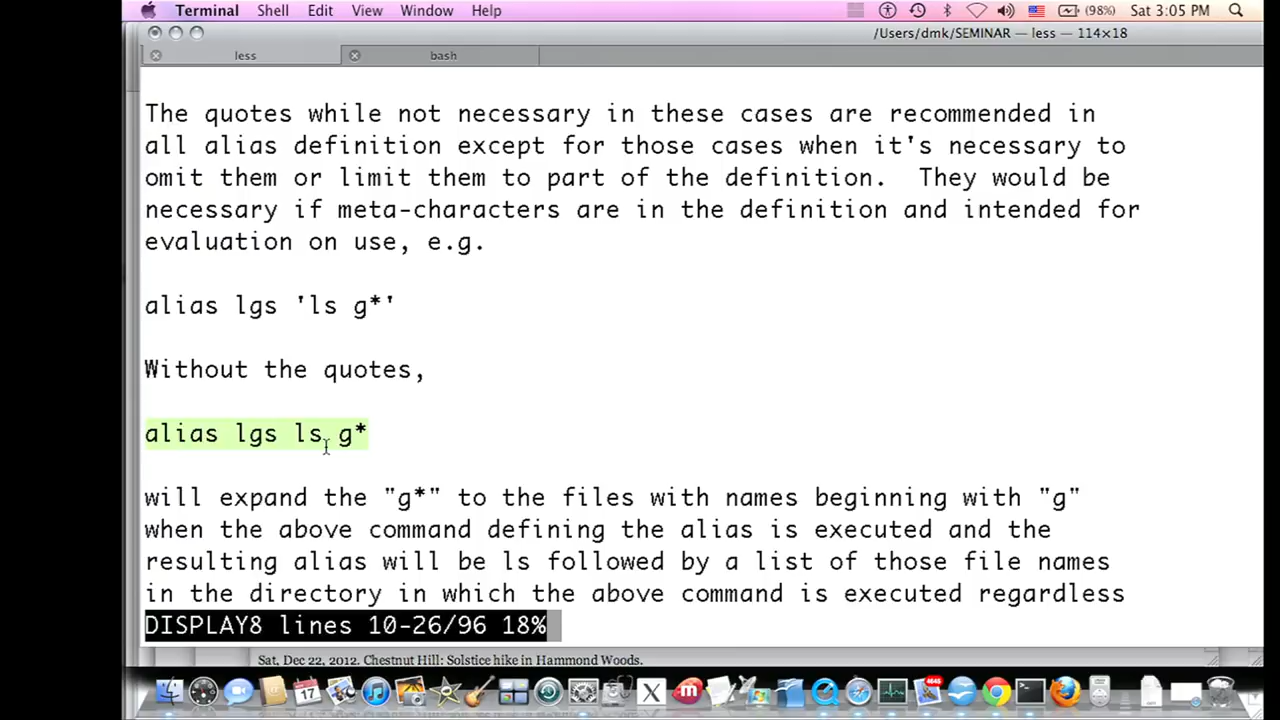 Terminal Shell Edit View Window Help (98%) Sat 3:05 PM
/Users/dmk/SEMINAR — less — 114×18
less bash
The quotes while not necessary in these cases are recommended in
all alias definition except for those cases when it's necessary to
omit them or limit them to part of the definition.  They would be
necessary if meta-characters are in the definition and intended for
evaluation on use, e.g.
alias lgs 'ls g*'
Without the quotes,
alias lgs ls g*
will expand the "g*" to the files with names beginning with "g"
when the above command defining the alias is executed and the
resulting alias will be ls followed by a list of those file names
in the directory in which the above command is executed regardless
DISPLAY8 lines 10-26/96 18%
Sat, Dec 22, 2012. Chestnut Hill: Solstice hike in Hammond Woods.
17